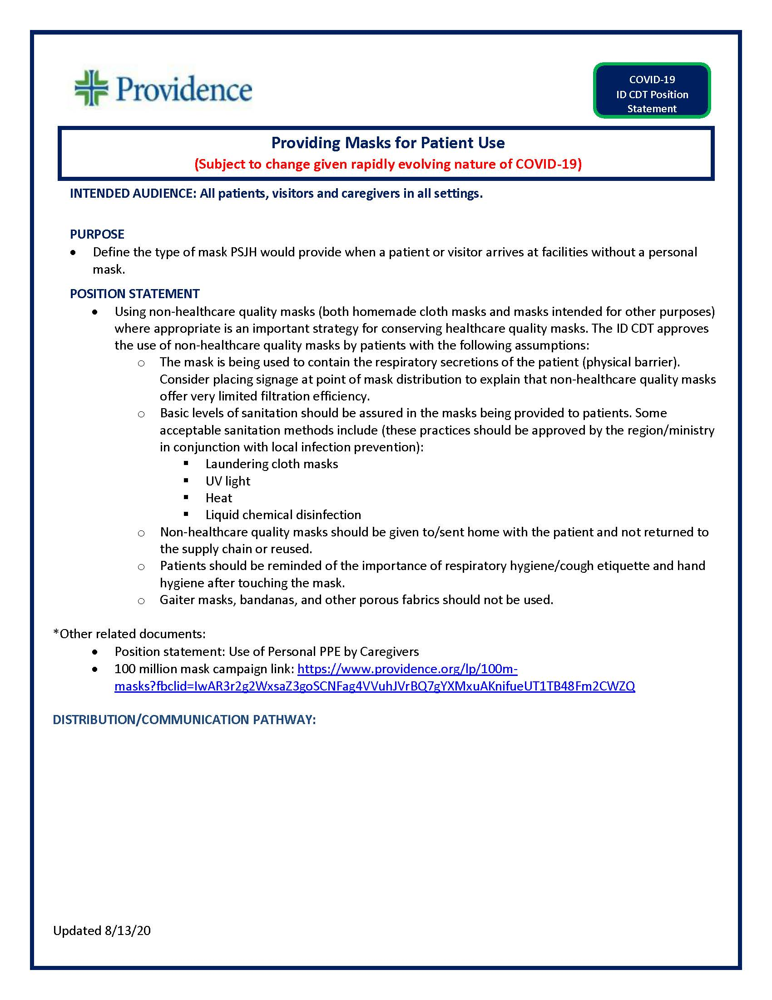 Providence
COVID-19
ID CDT Position
Statement
Providing Masks for Patient Use
(Subject to change given rapidly evolving nature of COVID-19)
INTENDED AUDIENCE: All patients, visitors and caregivers in all settings.
PURPOSE
• Define the type of mask PSJH would provide when a patient or visitor arrives at facilities without a personal
mask.
POSITION STATEMENT
• Using non-healthcare quality masks (both homemade cloth masks and masks intended for other purposes)
where appropriate is an important strategy for conserving healthcare quality masks. The ID CDT approves
the use of non-healthcare quality masks by patients with the following assumptions:
o The mask is being used to contain the respiratory secretions of the patient (physical barrier).
Consider placing signage at point of mask distribution to explain that non-healthcare quality masks
offer very limited filtration efficiency.
o Basic levels of sanitation should be assured in the masks being provided to patients. Some
acceptable sanitation methods include (these practices should be approved by the region/ministry
in conjunction with local infection prevention):
▪ Laundering cloth masks
▪ UV light
▪ Heat
▪ Liquid chemical disinfection
o Non-healthcare quality masks should be given to/sent home with the patient and not returned to
the supply chain or reused.
o Patients should be reminded of the importance of respiratory hygiene/cough etiquette and hand
hygiene after touching the mask.
o Gaiter masks, bandanas, and other porous fabrics should not be used.
*Other related documents:
• Position statement: Use of Personal PPE by Caregivers
• 100 million mask campaign link: https://www.providence.org/lp/100m-
masks?fbclid=IwAR3r2g2WxsaZ3goSCNFag4VVuhJVrBQ7gYXMxuAKnifueUT1TB48Fm2CWZQ
DISTRIBUTION/COMMUNICATION PATHWAY:
Updated 8/13/20